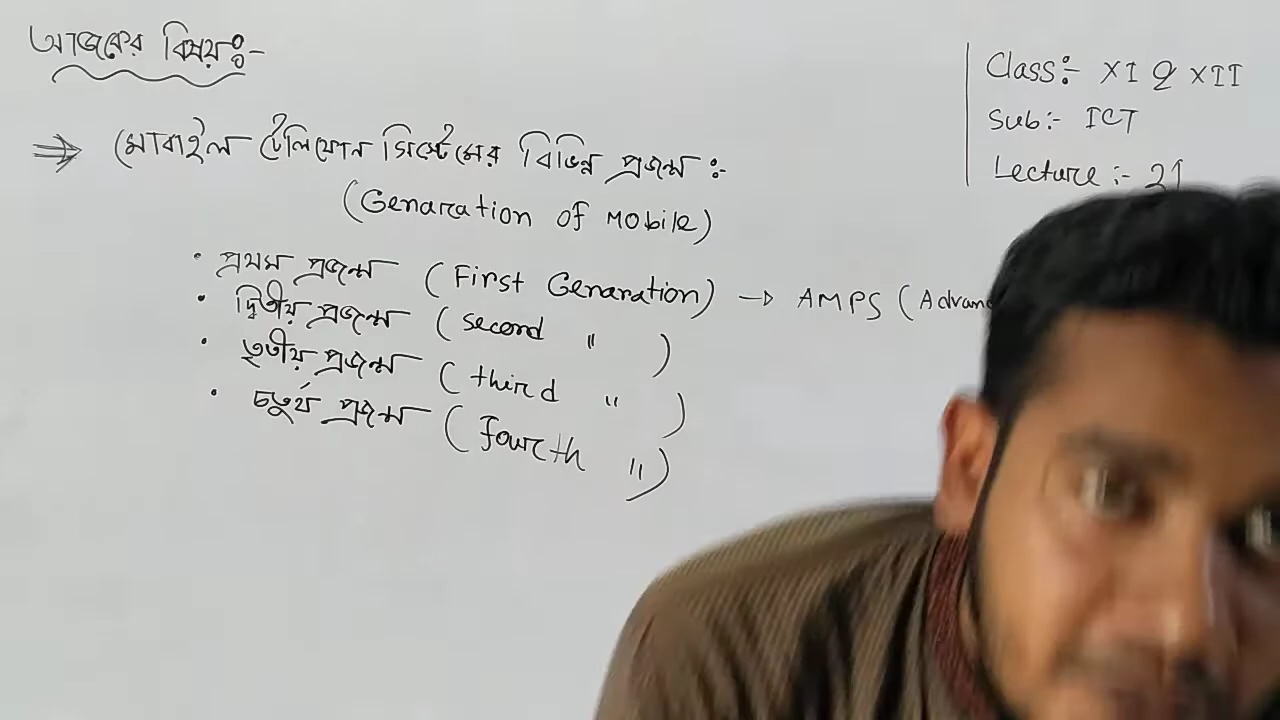 আজকের বিষয়ঃ-
Class:- XI & XII
Sub:- ICT
Lecture :- 21
⇒ মোবাইল টেলিফোন সিস্টেমের বিভিন্ন প্রজন্ম :-
(Genaration of Mobile)
· প্রথম প্রজন্ম (First Genaration) → AMPS (Advanc
· দ্বিতীয় প্রজন্ম (second " )
· তৃতীয় প্রজন্ম (third " )
· চতুর্থ প্রজন্ম (fourth ")